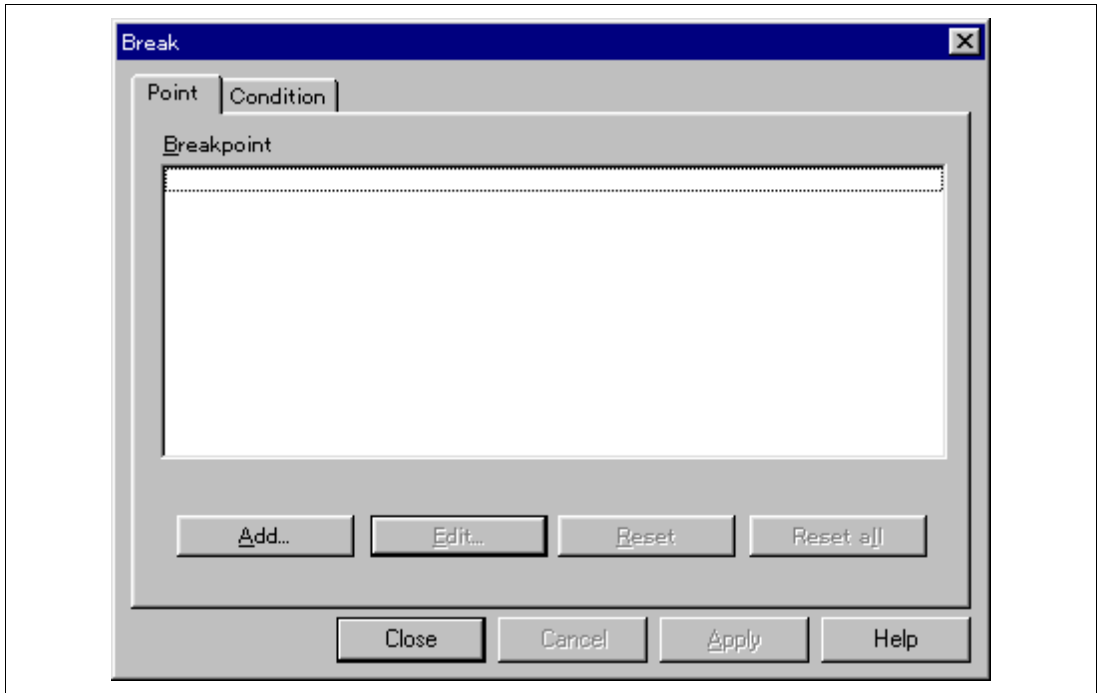 Break
Point Condition
Breakpoint
Add... Edit... Reset Reset all
Close Cancel Apply Help